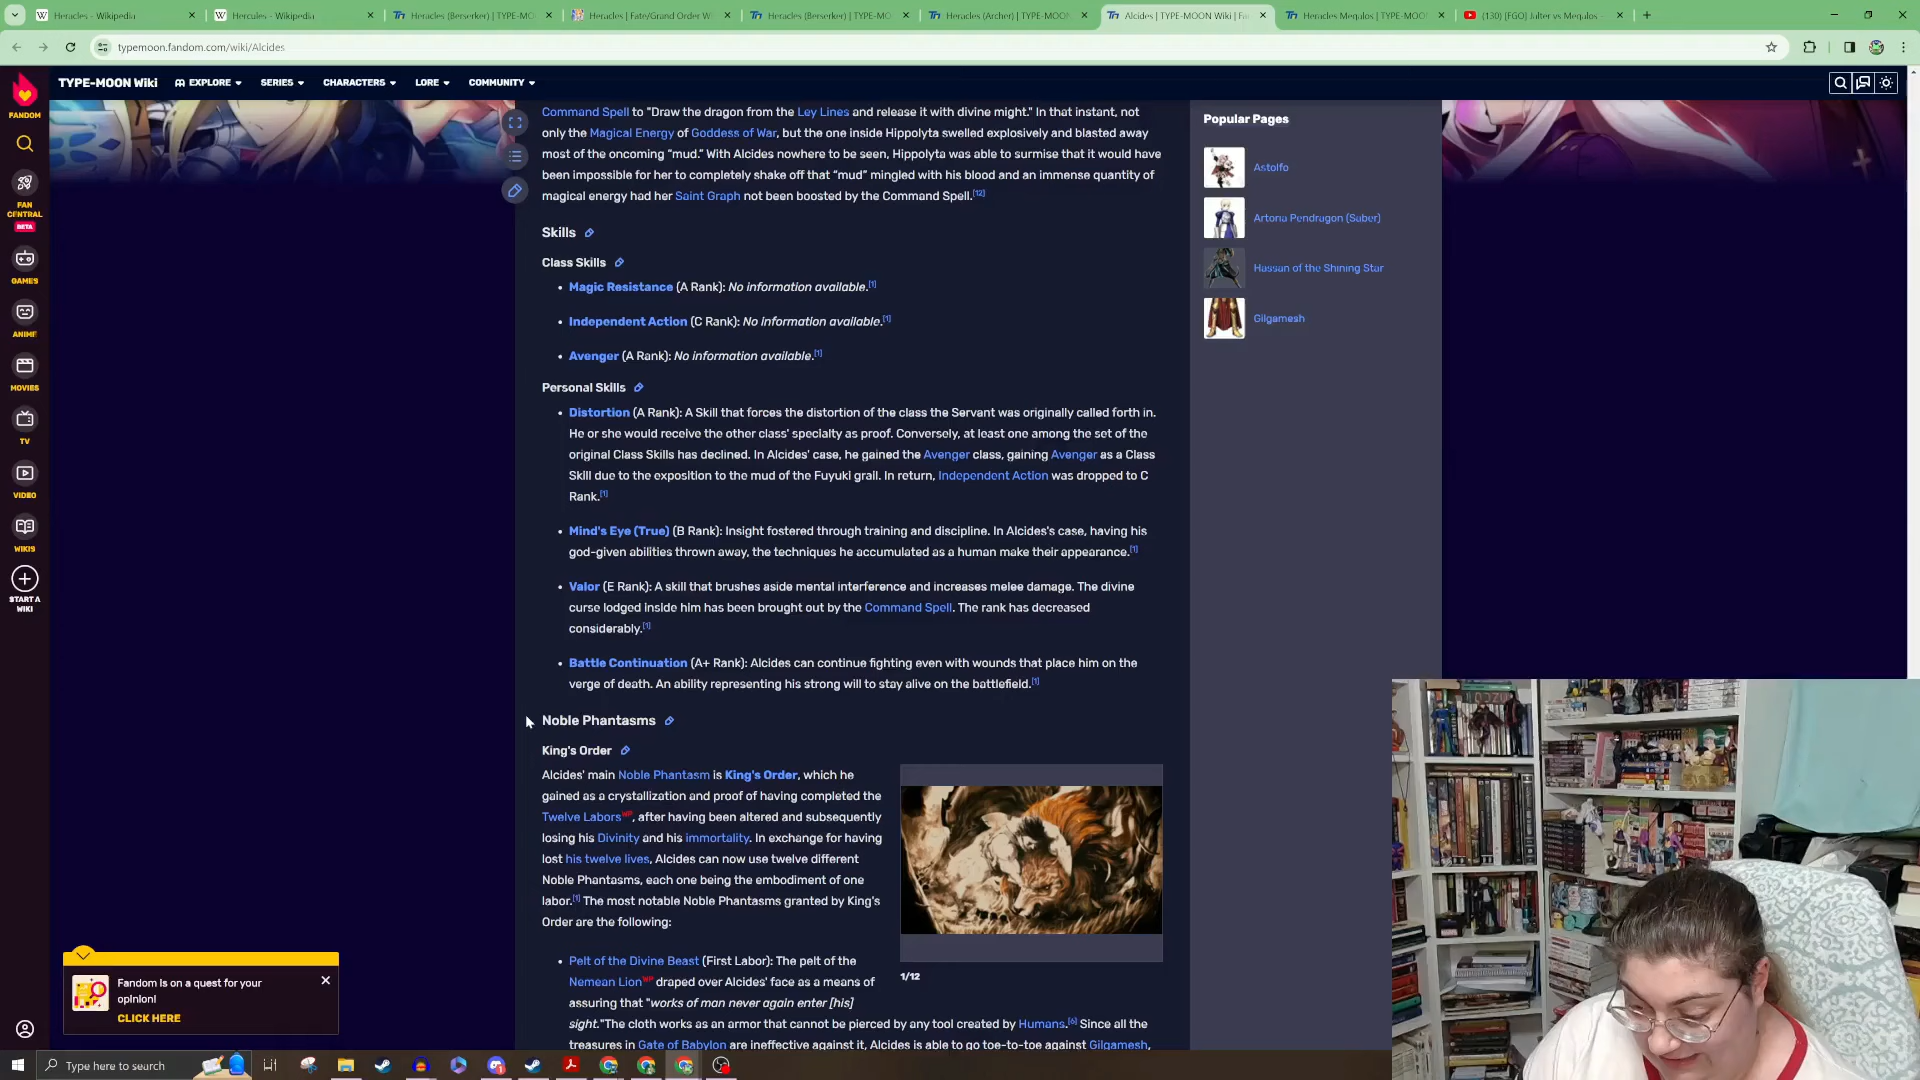 Heracles - Wikipedia
Hercules - Wikipedia
Heracles (Berserker) | TYPE-MO
Heracles | Fate/Grand Order W
Heracles (Berserker) | TYPE-MO
Heracles (Archer) | TYPE-MOON
Alcides | TYPE-MOON Wiki | Fa
Heracles Megalos | TYPE-MOO
(130) [FGO] Jalter vs Megalos -
typemoon.fandom.com/wiki/Alcides
TYPE-MOON Wiki
EXPLORE
SERIES
CHARACTERS
LORE
COMMUNITY
FANDOM
FAN
CENTRAL
BETA
GAMES
ANIME
MOVIES
TV
VIDEO
WIKIS
START A
WIKI
Command Spell to "Draw the dragon from the Ley Lines and release it with divine might." In that instant, not
only the Magical Energy of Goddess of War, but the one inside Hippolyta swelled explosively and blasted away
most of the oncoming “mud.” With Alcides nowhere to be seen, Hippolyta was able to surmise that it would have
been impossible for her to completely shake off that “mud” mingled with his blood and an immense quantity of
magical energy had her Saint Graph not been boosted by the Command Spell.[12]
Skills
Class Skills
• Magic Resistance (A Rank): No information available.[1]
• Independent Action (C Rank): No information available.[1]
• Avenger (A Rank): No information available.[1]
Personal Skills
• Distortion (A Rank): A Skill that forces the distortion of the class the Servant was originally called forth in.
He or she would receive the other class' specialty as proof. Conversely, at least one among the set of the
original Class Skills has declined. In Alcides' case, he gained the Avenger class, gaining Avenger as a Class
Skill due to the exposition to the mud of the Fuyuki grail. In return, Independent Action was dropped to C
Rank.[1]
• Mind's Eye (True) (B Rank): Insight fostered through training and discipline. In Alcides's case, having his
god-given abilities thrown away, the techniques he accumulated as a human make their appearance.[1]
• Valor (E Rank): A skill that brushes aside mental interference and increases melee damage. The divine
curse lodged inside him has been brought out by the Command Spell. The rank has decreased
considerably.[1]
• Battle Continuation (A+ Rank): Alcides can continue fighting even with wounds that place him on the
verge of death. An ability representing his strong will to stay alive on the battlefield.[1]
Noble Phantasms
King's Order
Alcides' main Noble Phantasm is King's Order, which he
gained as a crystallization and proof of having completed the
Twelve Labors WP, after having been altered and subsequently
losing his Divinity and his immortality. In exchange for having
lost his twelve lives, Alcides can now use twelve different
Noble Phantasms, each one being the embodiment of one
labor.[1] The most notable Noble Phantasms granted by King's
Order are the following:
• Pelt of the Divine Beast (First Labor): The pelt of the
Nemean Lion WP draped over Alcides' face as a means of
assuring that "works of man never again enter [his]
sight."The cloth works as an armor that cannot be pierced by any tool created by Humans.[6] Since all the
treasures in Gate of Babylon are ineffective against it, Alcides is able to go toe-to-toe against Gilgamesh,
1/12
Popular Pages
Astolfo
Artoria Pendragon (Saber)
Hassan of the Shining Star
Gilgamesh
Fandom is on a quest for your
opinion!
CLICK HERE
Type here to search